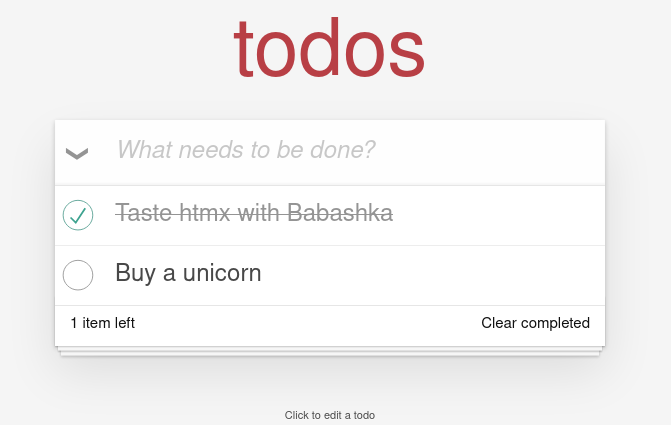 todos
What needs to be done?
Taste htmx with Babashka
Buy a unicorn
1 item left
Clear completed
Click to edit a todo